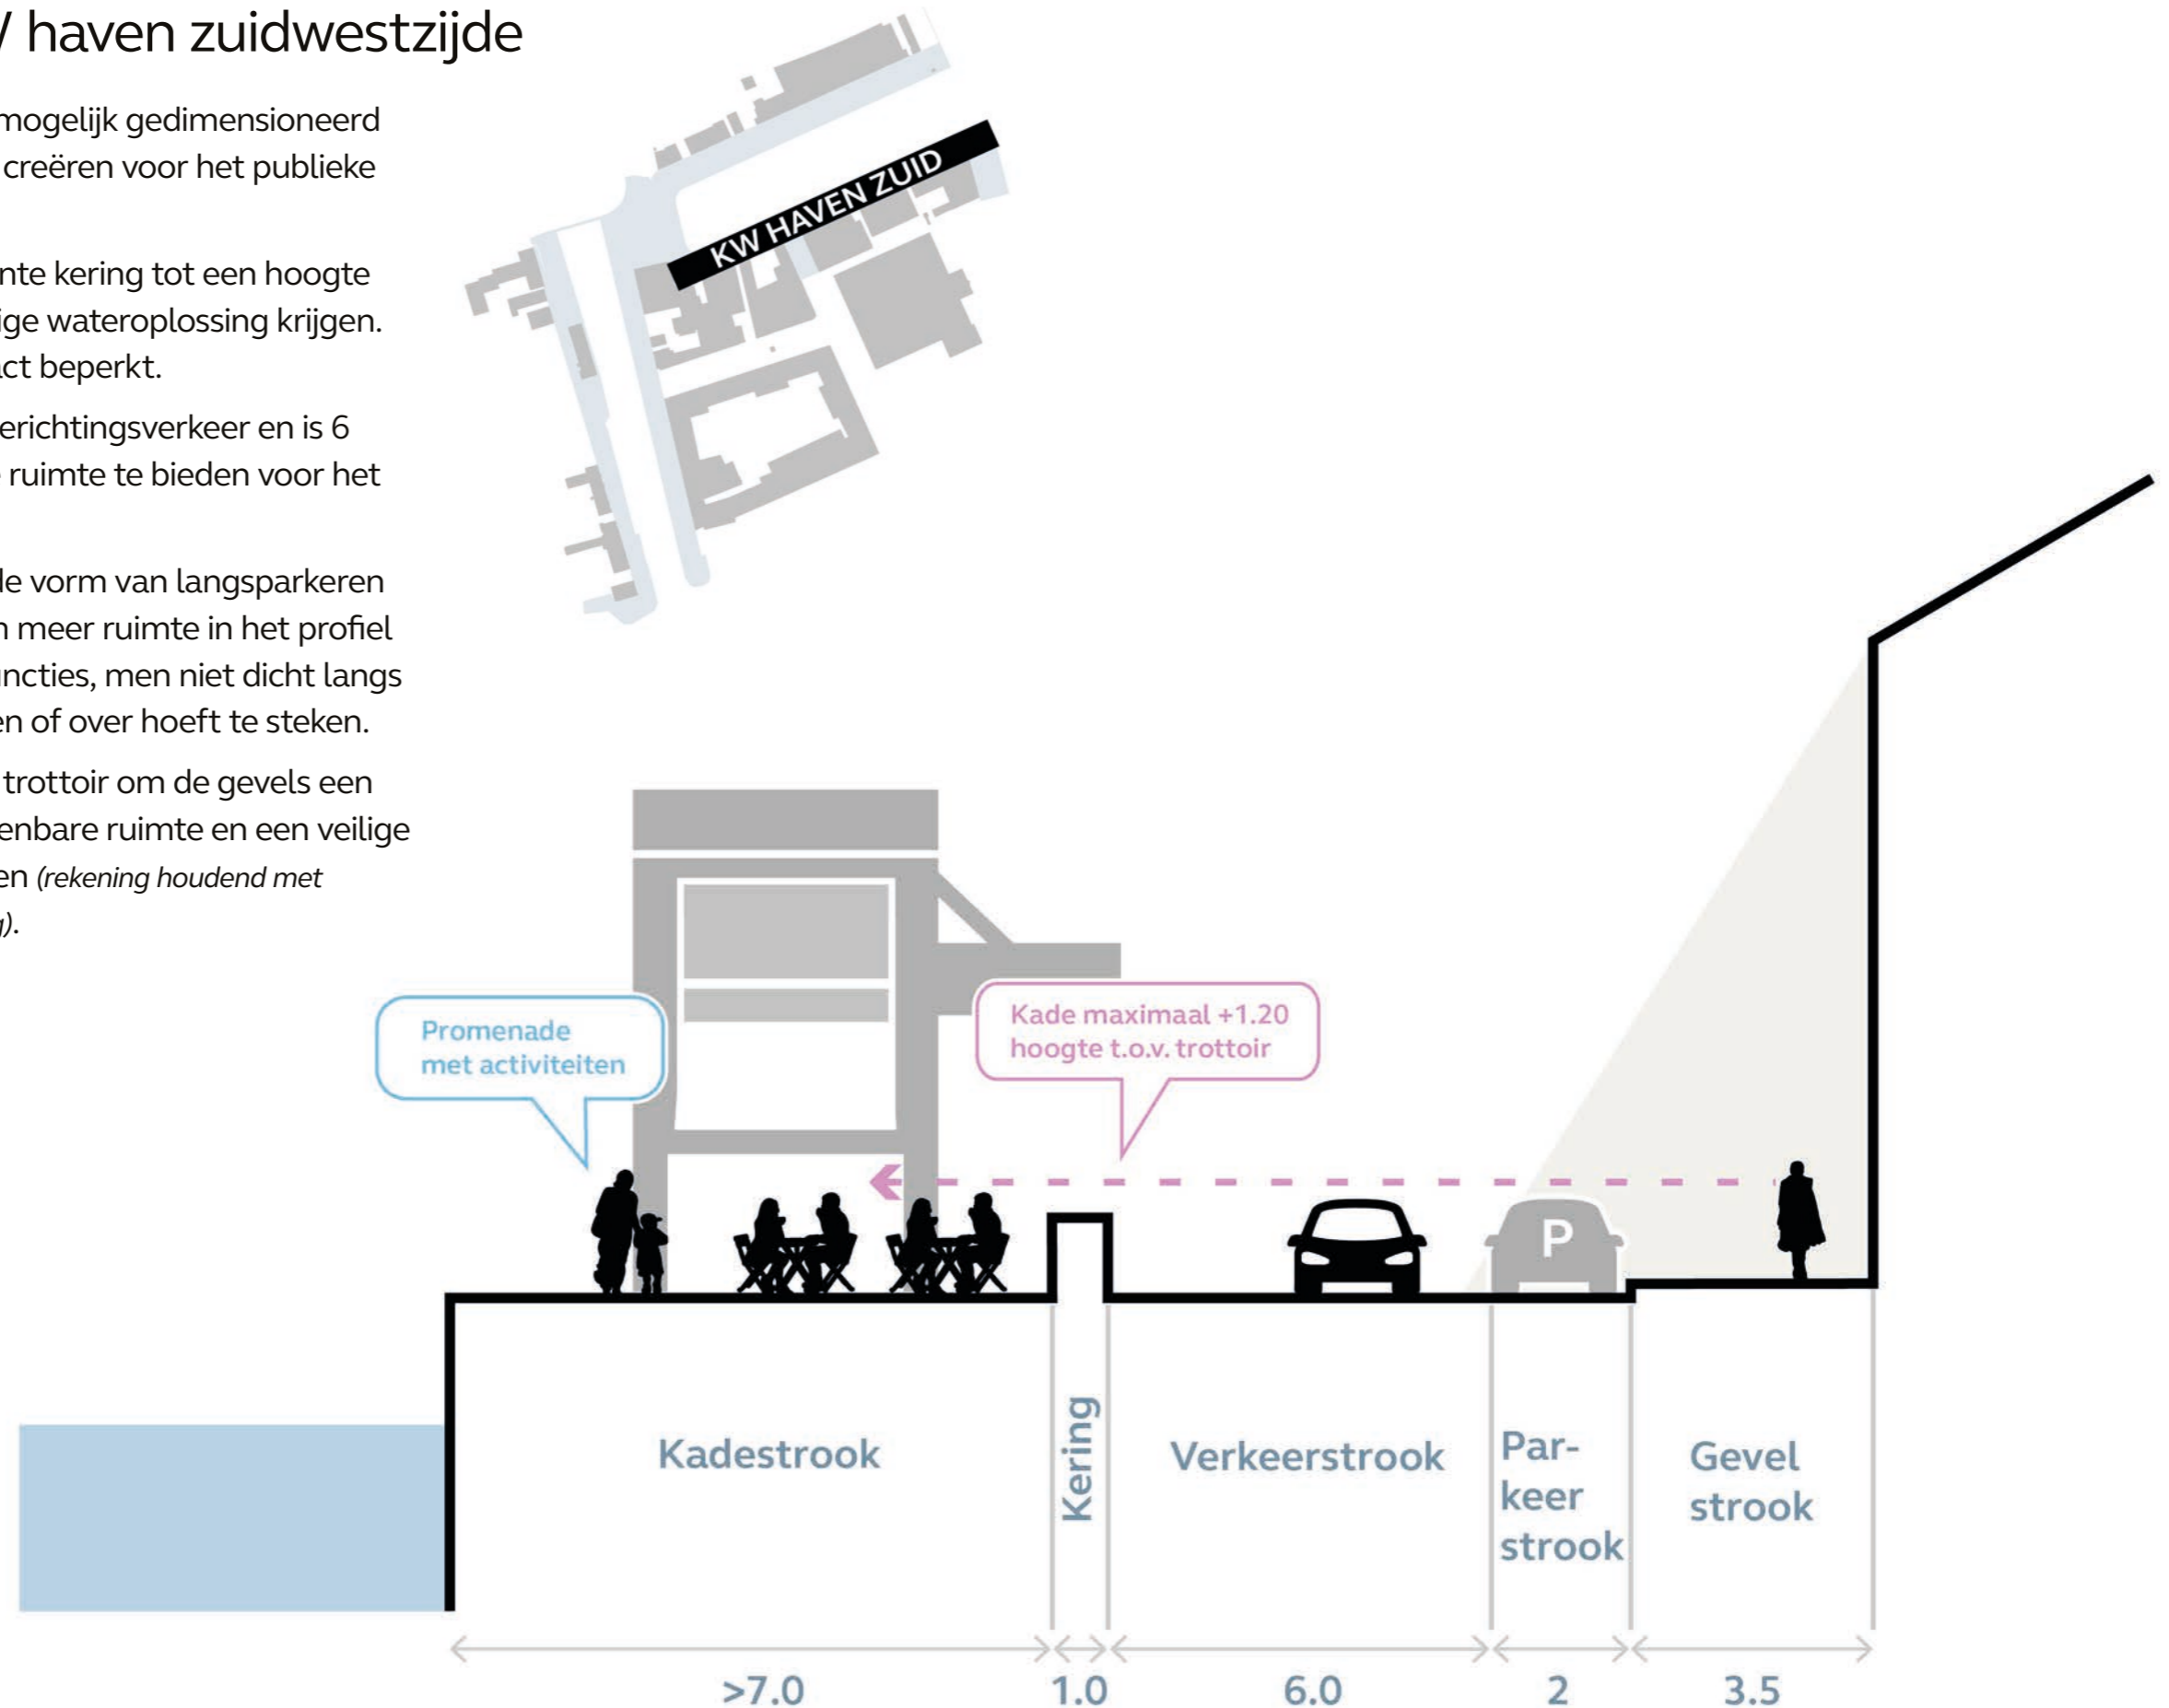 W haven zuidwestzijde
mogelijk gedimensioneerd
creëren voor het publieke
nte kering tot een hoogte
ige wateroplossing krijgen.
ct beperkt.
erichtingsverkeer en is 6
ruimte te bieden voor het
de vorm van langsparkeren
n meer ruimte in het profiel
ncties, men niet dicht langs
en of over hoeft te steken.
trottoir om de gevels een
enbare ruimte en een veilige
en (rekening houdend met
g).
KW HAVEN ZUID
Promenade
met activiteiten
Kade maximaal +1.20
hoogte t.o.v. trottoir
P
Kadestrook
Kering
Verkeerstrook
Par-
keer
strook
Gevel
strook
>7.0
1.0
6.0
2
3.5